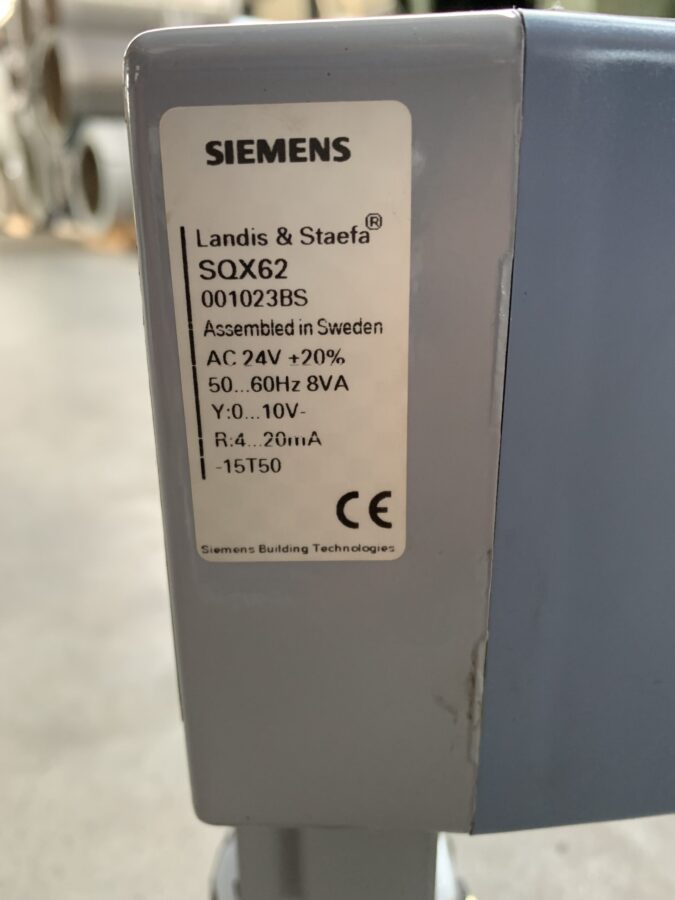 SIEMENS
Landis & Staefa®
SQX62
001023BS
Assembled in Sweden
AC 24V ±20%
50...60Hz 8VA
Y:0...10V-
R:4...20mA
-15T50
CE
Siemens Building Technologies